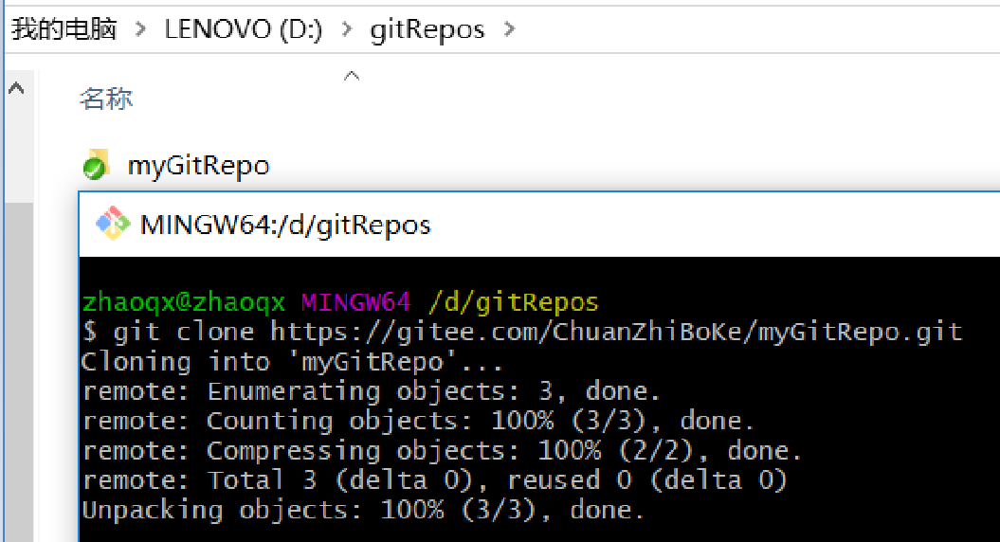 我的电脑 > LENOVO (D:) > gitRepos >
名称
myGitRepo
MINGW64:/d/gitRepos
zhaoqx@zhaoqx MINGW64 /d/gitRepos
$ git clone https://gitee.com/ChuanZhiBoKe/myGitRepo.git
Cloning into 'myGitRepo'...
remote: Enumerating objects: 3, done.
remote: Counting objects: 100% (3/3), done.
remote: Compressing objects: 100% (2/2), done.
remote: Total 3 (delta 0), reused 0 (delta 0)
Unpacking objects: 100% (3/3), done.